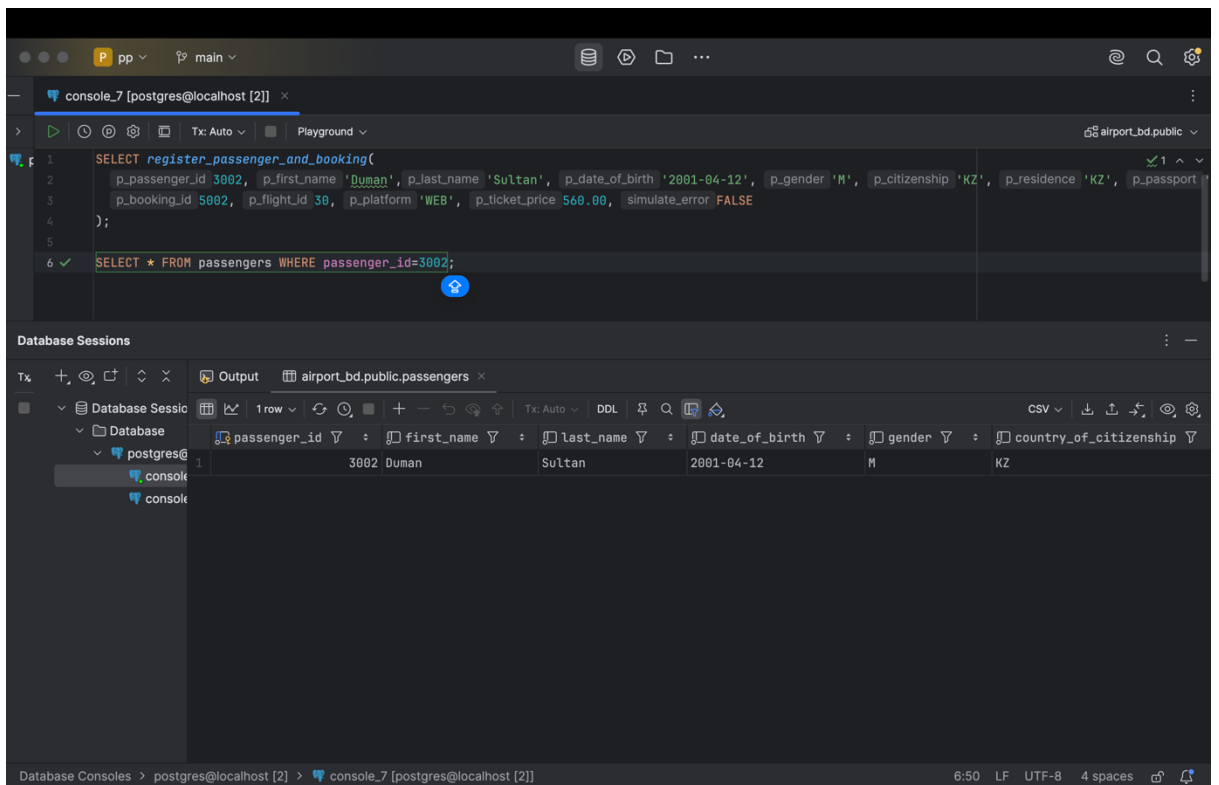 P pp main
console_7 [postgres@localhost [2]]
Tx: Auto Playground airport_bd.public
1 SELECT register_passenger_and_booking( 1
2 p_passenger_id 3002, p_first_name 'Duman', p_last_name 'Sultan', p_date_of_birth '2001-04-12', p_gender 'M', p_citizenship 'KZ', p_residence 'KZ', p_passport
3 p_booking_id 5002, p_flight_id 30, p_platform 'WEB', p_ticket_price 560.00, simulate_error FALSE
4 );
5
6 SELECT * FROM passengers WHERE passenger_id=3002;
Database Sessions
Tx Output airport_bd.public.passengers
Database Sessio 1 row Tx: Auto DDL CSV
Database passenger_id first_name last_name date_of_birth gender country_of_citizenship
postgres@ 1 3002 Duman Sultan 2001-04-12 M KZ
console
console
Database Consoles > postgres@localhost [2] > console_7 [postgres@localhost [2]] 6:50 LF UTF-8 4 spaces